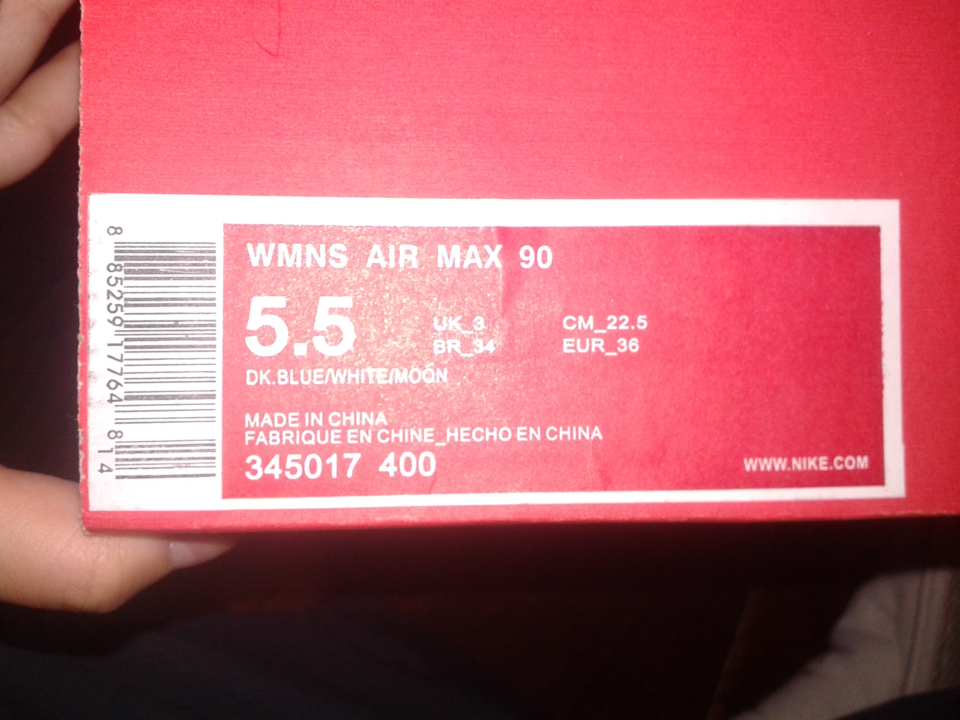 WMNS AIR MAX 90
5.5
UK_3 CM_22.5
BR_34 EUR_36
DK.BLUE/WHITE/MOON
MADE IN CHINA
FABRIQUE EN CHINE_HECHO EN CHINA
345017 400
WWW.NIKE.COM
8 85259 17764 8 14